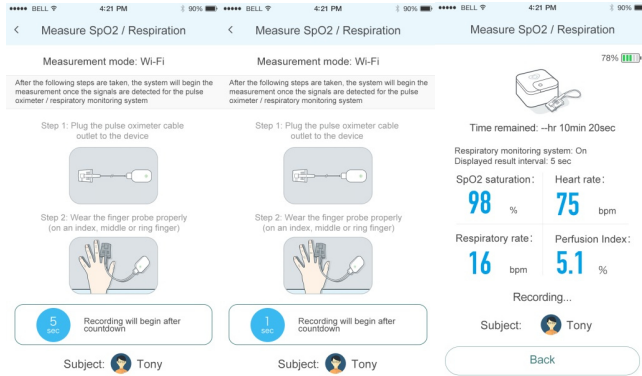 BELL 4:21 PM 90%
Measure SpO2 / Respiration
Measurement mode: Wi-Fi
After the following steps are taken, the system will begin the
measurement once the signals are detected for the pulse
oximeter / respiratory monitoring system
Step 1: Plug the pulse oximeter cable
outlet to the device
Step 2: Wear the finger probe properly
(on an index, middle or ring finger)
5
sec
Recording will begin after
countdown
Subject: Tony
BELL 4:21 PM 90%
Measure SpO2 / Respiration
Measurement mode: Wi-Fi
After the following steps are taken, the system will begin the
measurement once the signals are detected for the pulse
oximeter / respiratory monitoring system
Step 1: Plug the pulse oximeter cable
outlet to the device
Step 2: Wear the finger probe properly
(on an index, middle or ring finger)
1
sec
Recording will begin after
countdown
Subject: Tony
BELL 4:21 PM 90%
Measure SpO2 / Respiration
78%
Time remained: --hr 10min 20sec
Respiratory monitoring system: On
Displayed result interval: 5 sec
SpO2 saturation: Heart rate:
98 % 75 bpm
Respiratory rate: Perfusion Index:
16 bpm 5.1 %
Recording...
Subject: Tony
Back